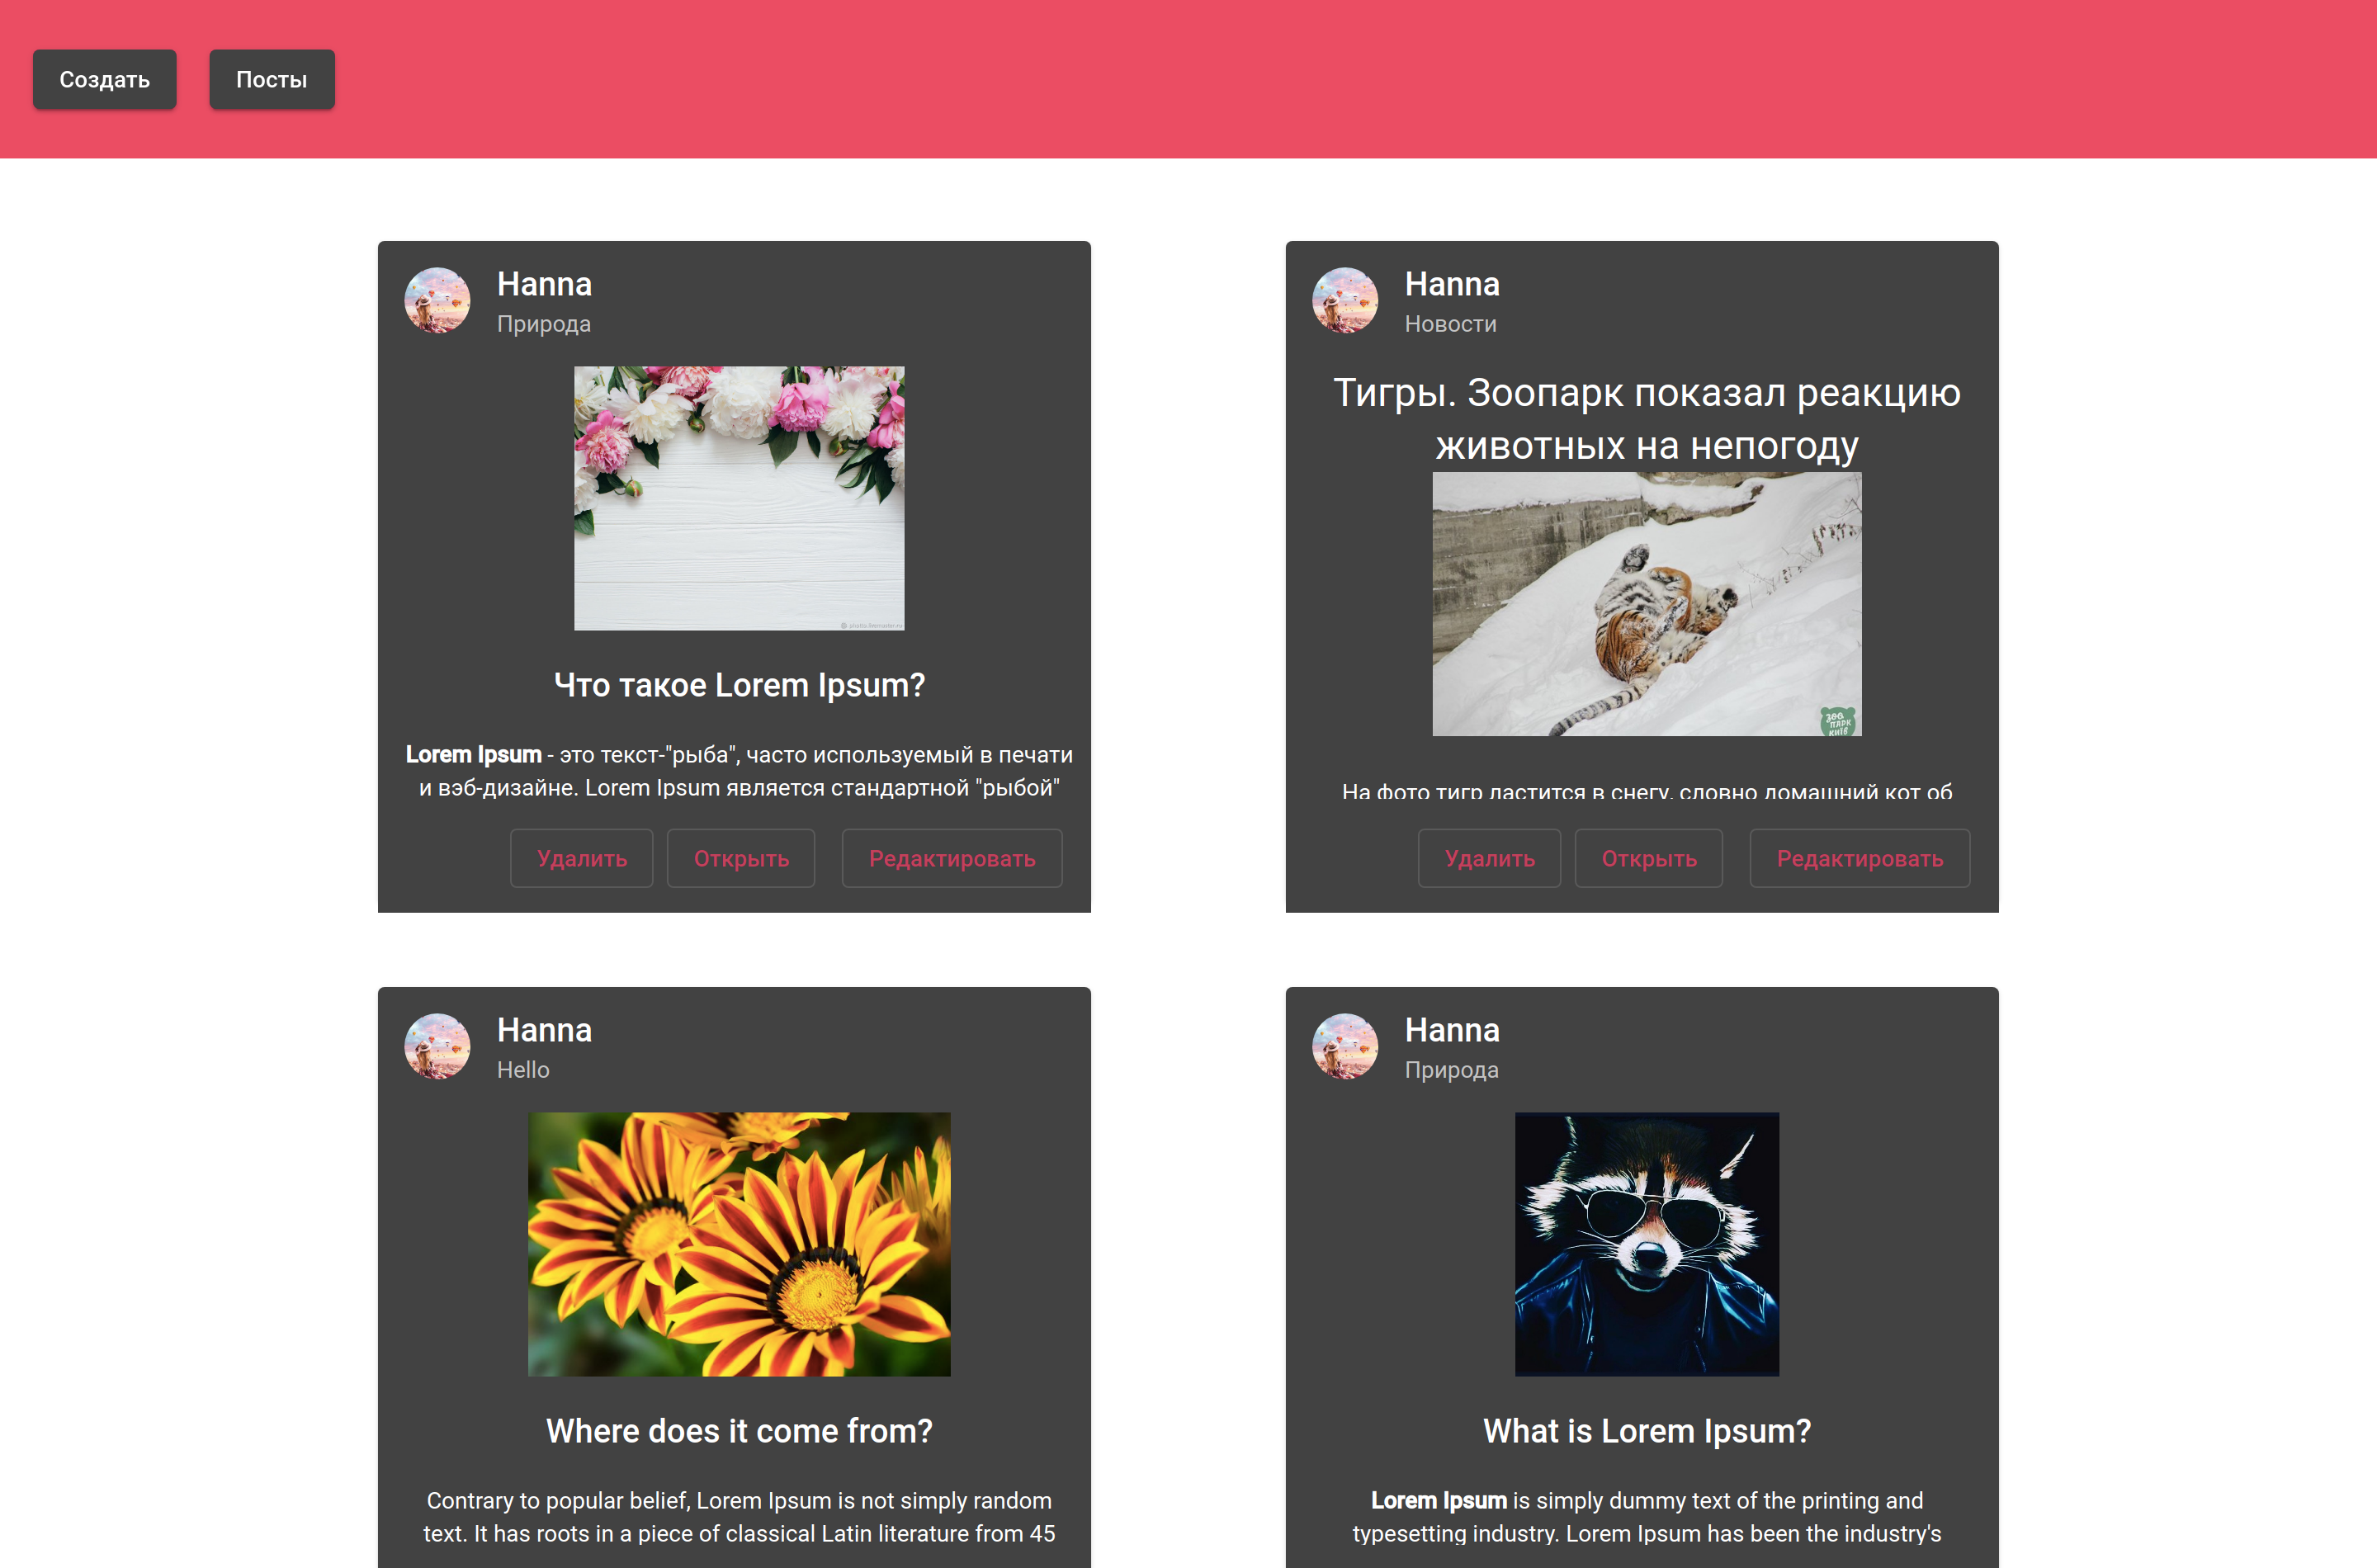 Создать
Посты
Hanna
Природа
Что такое Lorem Ipsum?
Lorem Ipsum - это текст-"рыба", часто используемый в печати
и вэб-дизайне. Lorem Ipsum является стандартной "рыбой"
Удалить
Открыть
Редактировать
Hanna
Новости
Тигры. Зоопарк показал реакцию
животных на непогоду
ЗОО
ПАРК
КИЇВ
На фото тигр ластится в снегу, словно домашний кот об
Удалить
Открыть
Редактировать
Hanna
Hello
Where does it come from?
Contrary to popular belief, Lorem Ipsum is not simply random
text. It has roots in a piece of classical Latin literature from 45
Hanna
Природа
What is Lorem Ipsum?
Lorem Ipsum is simply dummy text of the printing and
typesetting industry. Lorem Ipsum has been the industry's